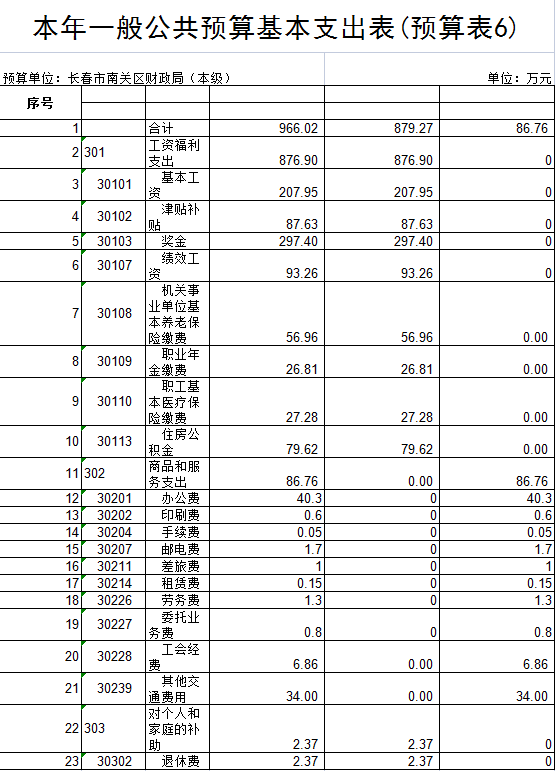 本年一般公共预算基本支出表(预算表6)
预算单位：长春市南关区财政局（本级） 单位：万元
序号
1 合计 966.02 879.27 86.76
2 301 工资福利支出 876.90 876.90 0
3 30101 基本工资 207.95 207.95 0
4 30102 津贴补贴 87.63 87.63 0
5 30103 奖金 297.40 297.40 0
6 30107 绩效工资 93.26 93.26 0
7 30108 机关事业单位基本养老保险缴费 56.96 56.96 0.00
8 30109 职业年金缴费 26.81 26.81 0.00
9 30110 职工基本医疗保险缴费 27.28 27.28 0.00
10 30113 住房公积金 79.62 79.62 0.00
11 302 商品和服务支出 86.76 0.00 86.76
12 30201 办公费 40.3 0 40.3
13 30202 印刷费 0.6 0 0.6
14 30204 手续费 0.05 0 0.05
15 30207 邮电费 1.7 0 1.7
16 30211 差旅费 1 0 1
17 30214 租赁费 0.15 0 0.15
18 30226 劳务费 1.3 0 1.3
19 30227 委托业务费 0.8 0 0.8
20 30228 工会经费 6.86 0.00 6.86
21 30239 其他交通费用 34.00 0.00 34.00
22 303 对个人和家庭的补助 2.37 2.37 0
23 30302 退休费 2.37 2.37 0